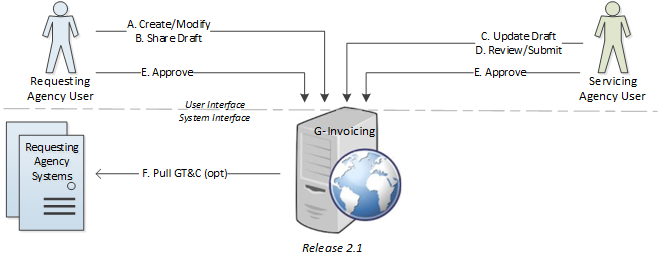 A. Create/Modify
B. Share Draft
C. Update Draft
D. Review/Submit
E. Approve
E. Approve
Requesting
Agency User
Servicing
Agency User
User Interface
System Interface
G-Invoicing
Requesting
Agency
Systems
F. Pull GT&C (opt)
Release 2.1